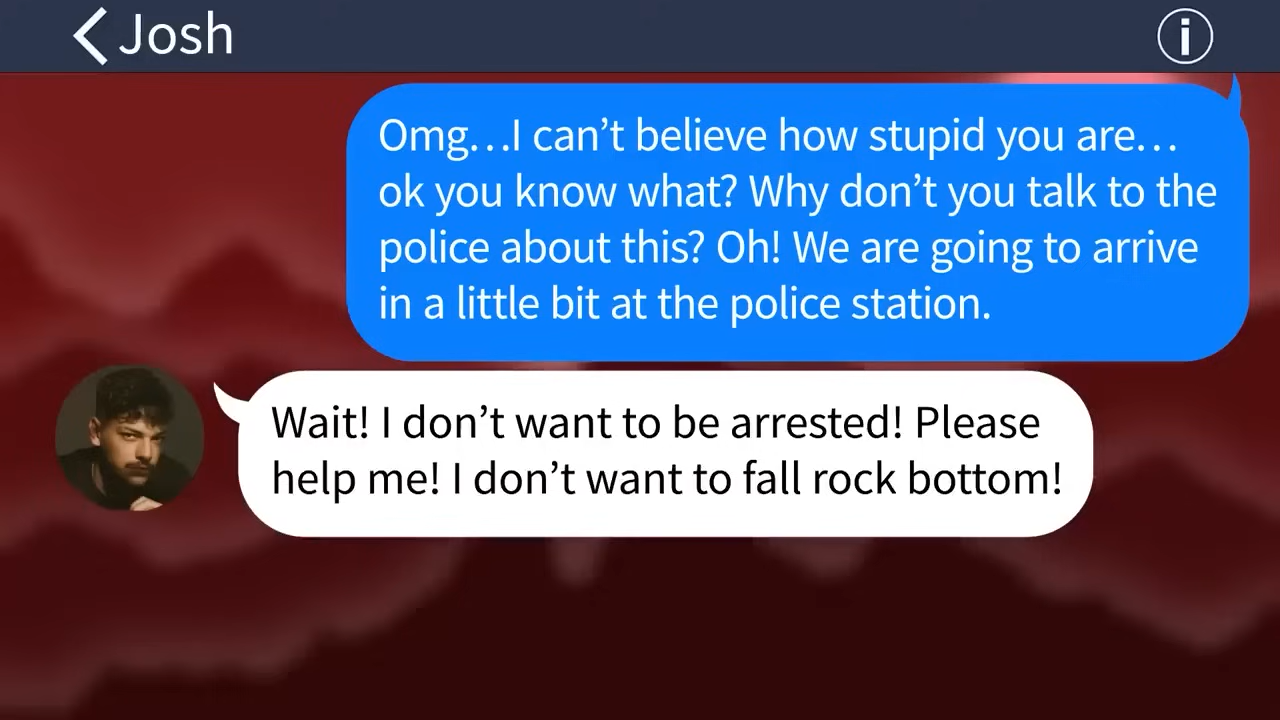 Josh
Omg…I can’t believe how stupid you are…
ok you know what? Why don’t you talk to the
police about this? Oh! We are going to arrive
in a little bit at the police station.
Wait! I don’t want to be arrested! Please
help me! I don’t want to fall rock bottom!